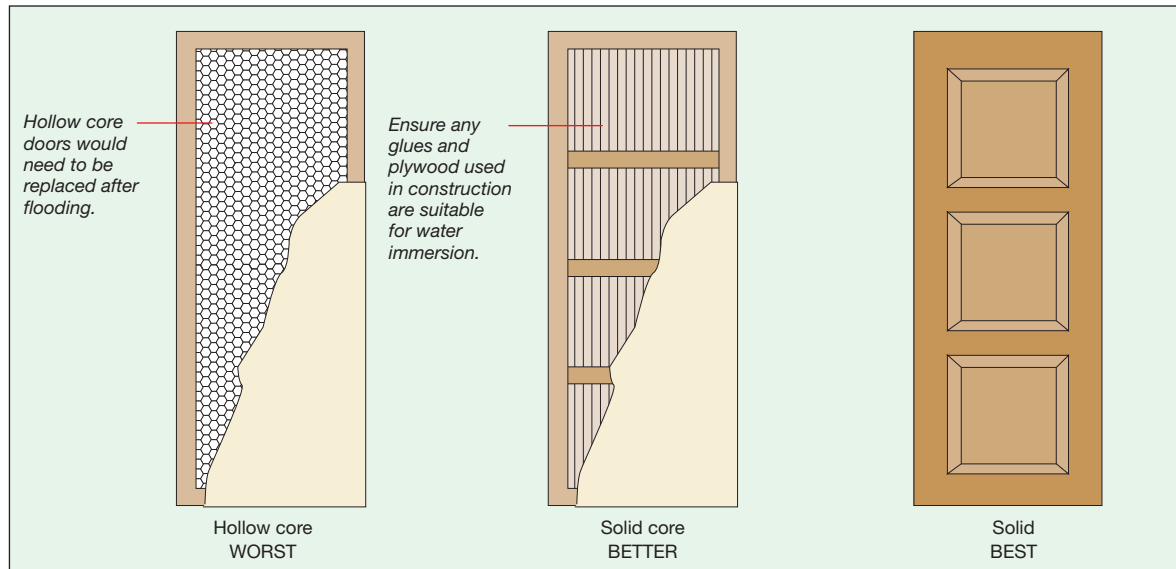 Hollow core
doors would
need to be
replaced after
flooding.
Ensure any
glues and
plywood used
in construction
are suitable
for water
immersion.
Hollow core
WORST
Solid core
BETTER
Solid
BEST